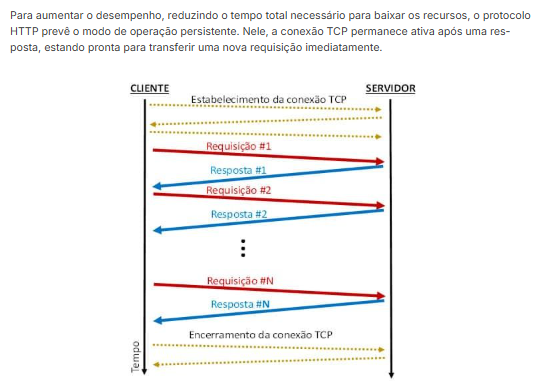 Para aumentar o desempenho, reduzindo o tempo total necessário para baixar os recursos, o protocolo
HTTP prevê o modo de operação persistente. Nele, a conexão TCP permanece ativa após uma res-
posta, estando pronta para transferir uma nova requisição imediatamente.
CLIENTE
SERVIDOR
Estabelecimento da conexão TCP
Requisição #1
Resposta #1
Requisição #2
Resposta #2
Requisição #N
Resposta #N
Encerramento da conexão TCP
Tempo